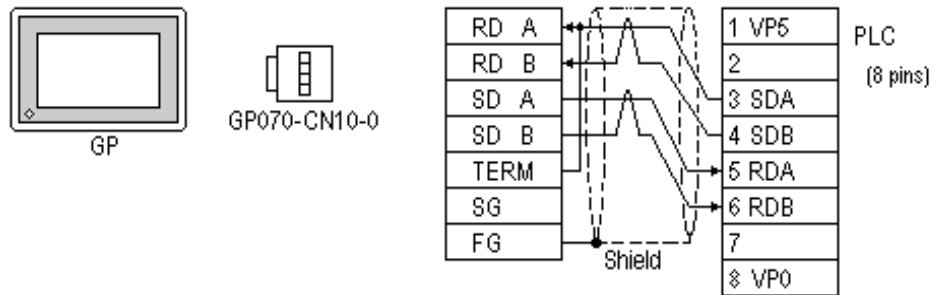 GP
GP070-CN10-0
RD A
RD B
SD A
SD B
TERM
SG
FG
Shield
1 VP5
2
3 SDA
4 SDB
5 RDA
6 RDB
7
8 VP0
PLC
(8 pins)